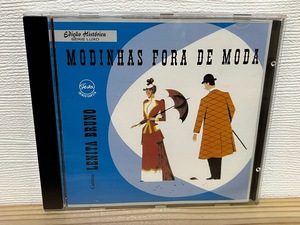 Edição Histórica
SÉRIE LUXO
MODINHAS FORA DE MODA
LENITA BRUNO